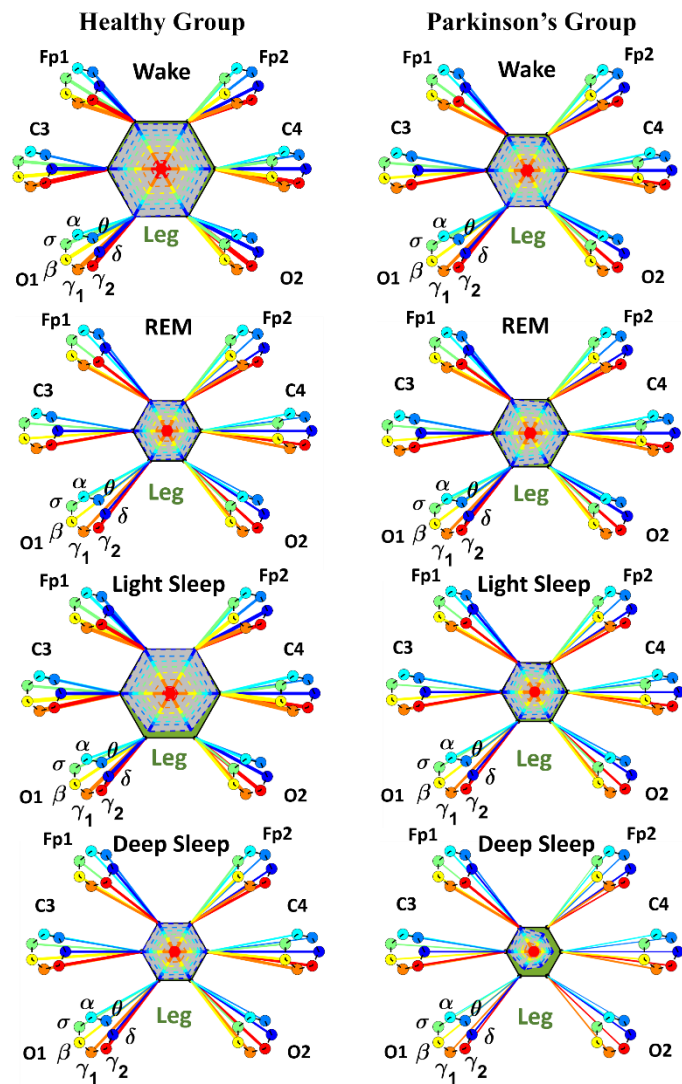 Healthy Group
Parkinson's Group
Fp1
Wake
Fp2
C3
C4
α
θ
σ
Leg
δ
O1
β
γ1
γ2
O2
Fp1
Wake
Fp2
C3
C4
α
θ
σ
Leg
δ
O1
β
γ1
γ2
O2
Fp1
REM
Fp2
C3
C4
α
θ
σ
Leg
δ
O1
β
γ1
γ2
O2
Fp1
REM
Fp2
C3
C4
α
θ
σ
Leg
δ
O1
β
γ1
γ2
O2
Fp1
Light Sleep
Fp2
C3
C4
α
θ
σ
Leg
δ
O1
β
γ1
γ2
O2
Fp1
Light Sleep
Fp2
C3
C4
α
θ
σ
Leg
δ
O1
β
γ1
γ2
O2
Fp1
Deep Sleep
Fp2
C3
C4
α
θ
σ
Leg
δ
O1
β
γ1
γ2
O2
Fp1
Deep Sleep
Fp2
C3
C4
α
θ
σ
Leg
δ
O1
β
γ1
γ2
O2